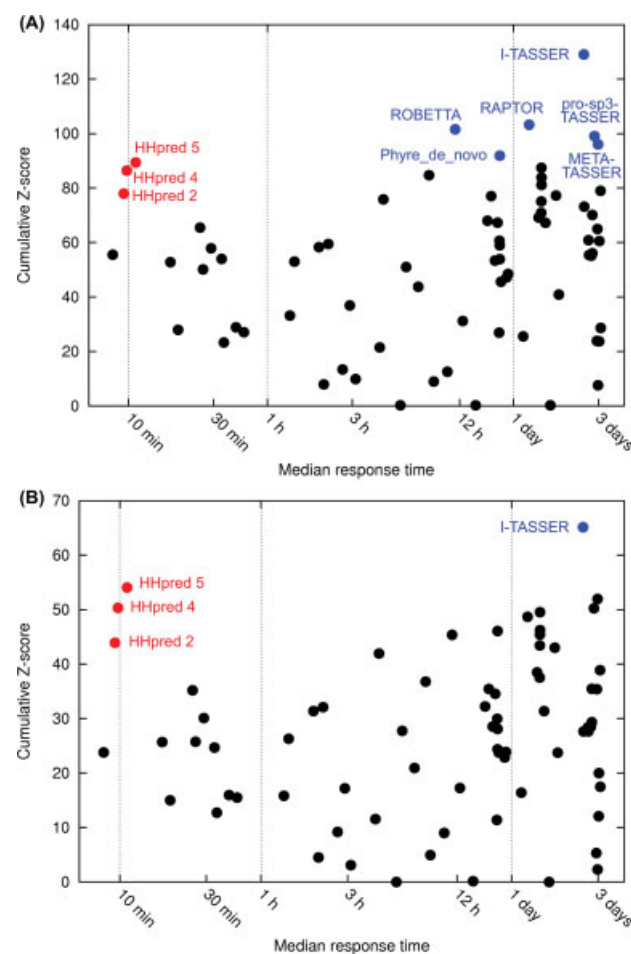 (A)
140
120
100
80
60
40
20
0
Cumulative Z-score
I-TASSER
pro-sp3-
TASSER
RAPTOR
ROBETTA
META-
TASSER
Phyre_de_novo
HHpred 5
HHpred 4
HHpred 2
10 min
30 min
1 h
3 h
12 h
1 day
3 days
Median response time
(B)
70
60
50
40
30
20
10
0
Cumulative Z-score
I-TASSER
HHpred 5
HHpred 4
HHpred 2
10 min
30 min
1 h
3 h
12 h
1 day
3 days
Median response time